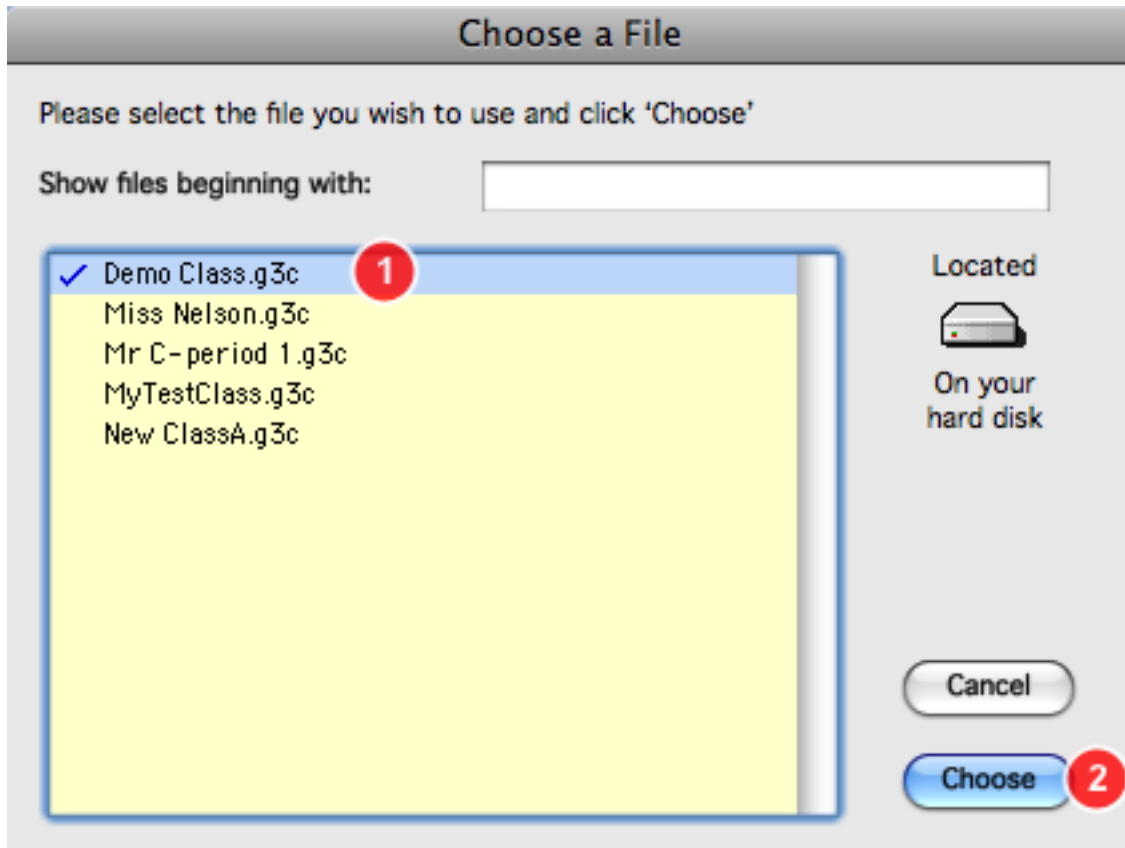 Choose a File
Please select the file you wish to use and click ‘Choose’
Show files beginning with:
✓ Demo Class.g3c 1
Miss Nelson.g3c
Mr C-period 1.g3c
MyTestClass.g3c
New ClassA.g3c
Located
On your
hard disk
Cancel
Choose 2